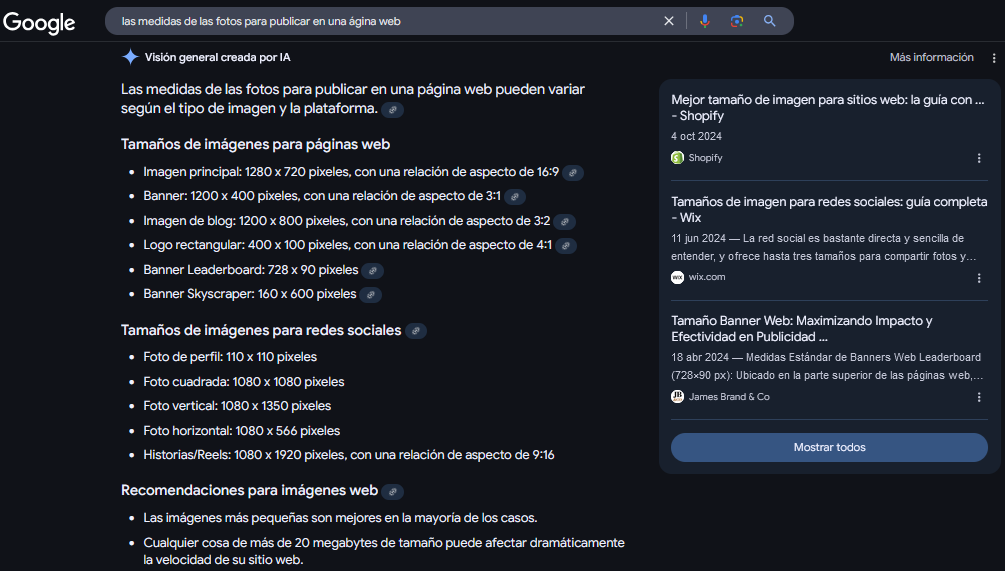 Google
las medidas de las fotos para publicar en una ágina web
Visión general creada por IA
Más información
Las medidas de las fotos para publicar en una página web pueden variar
según el tipo de imagen y la plataforma.
Tamaños de imágenes para páginas web
Imagen principal: 1280 x 720 pixeles, con una relación de aspecto de 16:9
Banner: 1200 x 400 pixeles, con una relación de aspecto de 3:1
Imagen de blog: 1200 x 800 pixeles, con una relación de aspecto de 3:2
Logo rectangular: 400 x 100 pixeles, con una relación de aspecto de 4:1
Banner Leaderboard: 728 x 90 pixeles
Banner Skyscraper: 160 x 600 pixeles
Tamaños de imágenes para redes sociales
Foto de perfil: 110 x 110 pixeles
Foto cuadrada: 1080 x 1080 pixeles
Foto vertical: 1080 x 1350 pixeles
Foto horizontal: 1080 x 566 pixeles
Historias/Reels: 1080 x 1920 pixeles, con una relación de aspecto de 9:16
Recomendaciones para imágenes web
Las imágenes más pequeñas son mejores en la mayoría de los casos.
Cualquier cosa de más de 20 megabytes de tamaño puede afectar dramáticamente
la velocidad de su sitio web.
Mejor tamaño de imagen para sitios web: la guía con ...
- Shopify
4 oct 2024
Shopify
Tamaños de imagen para redes sociales: guía completa
- Wix
11 jun 2024 — La red social es bastante directa y sencilla de
entender, y ofrece hasta tres tamaños para compartir fotos y...
WIX
wix.com
Tamaño Banner Web: Maximizando Impacto y
Efectividad en Publicidad ...
18 abr 2024 — Medidas Estándar de Banners Web Leaderboard
(728×90 px): Ubicado en la parte superior de las páginas web,...
James Brand & Co
Mostrar todos